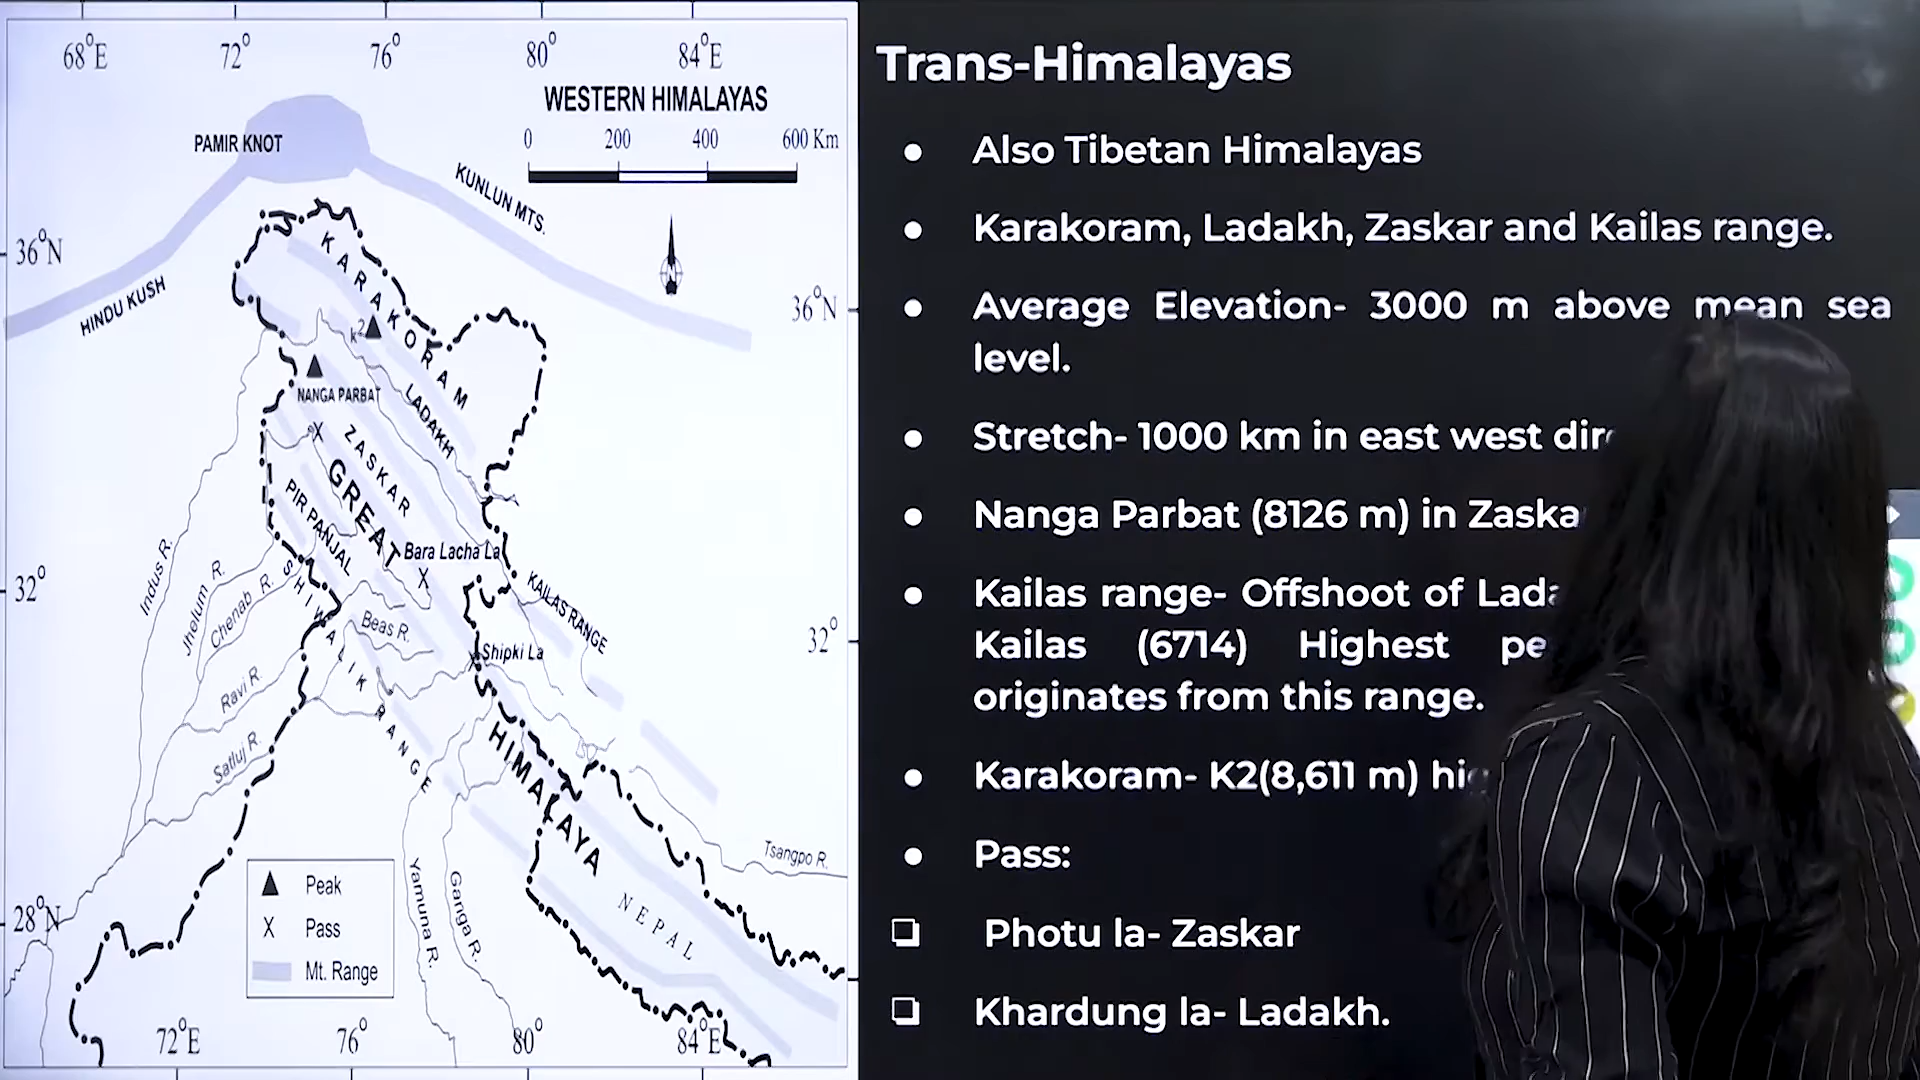 68°E
72°
76°
80°
84°E
WESTERN HIMALAYAS
0 200 400 600 Km
PAMIR KNOT
KUNLUN MTS.
HINDU KUSH
36°N
36°N
KARAKORAM
K2
NANGA PARBAT
LADAKH
ZASKAR
GREAT
PIR PANJAL
Bara Lacha La
SHIWALIK RANGE
KAILAS RANGE
Indus R.
Jhelum R.
Chenab R.
Beas R.
Shipki La
Ravi R.
Satluj R.
32°
32°
HIMALAYA
Tsangpo R.
NEPAL
Yamuna R.
Ganga R.
28°N
Peak
Pass
Mt. Range
72°E
76°
80°
84°E
Trans-Himalayas
Also Tibetan Himalayas
Karakoram, Ladakh, Zaskar and Kailas range.
Average Elevation- 3000 m above mean sea
level.
Stretch- 1000 km in east west
Nanga Parbat (8126 m) in
Kailas range- Offshoot of
Kailas (6714) Highest
originates from this range.
Karakoram- K2(8,611 m)
Pass:
Photu la- Zaskar
Khardung la- Ladakh.